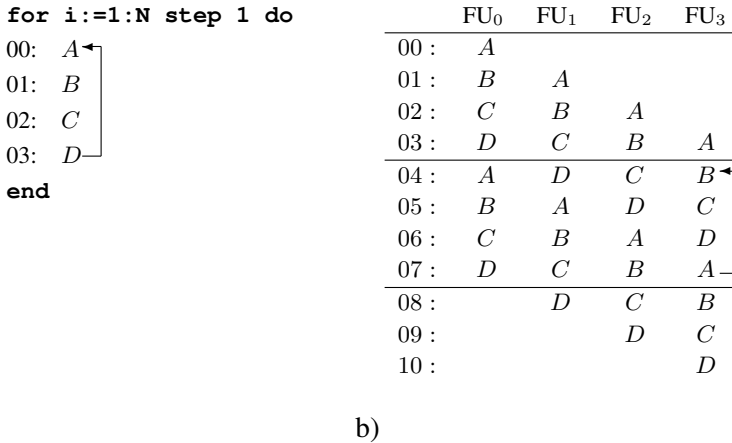 for i:=1:N step 1 do
00: A
01: B
02: C
03: D
end
FU₀ FU₁ FU₂ FU₃
00 : A
01 : B A
02 : C B A
03 : D C B A
04 : A D C B
05 : B A D C
06 : C B A D
07 : D C B A
08 : D C B
09 : D C
10 : D
b)